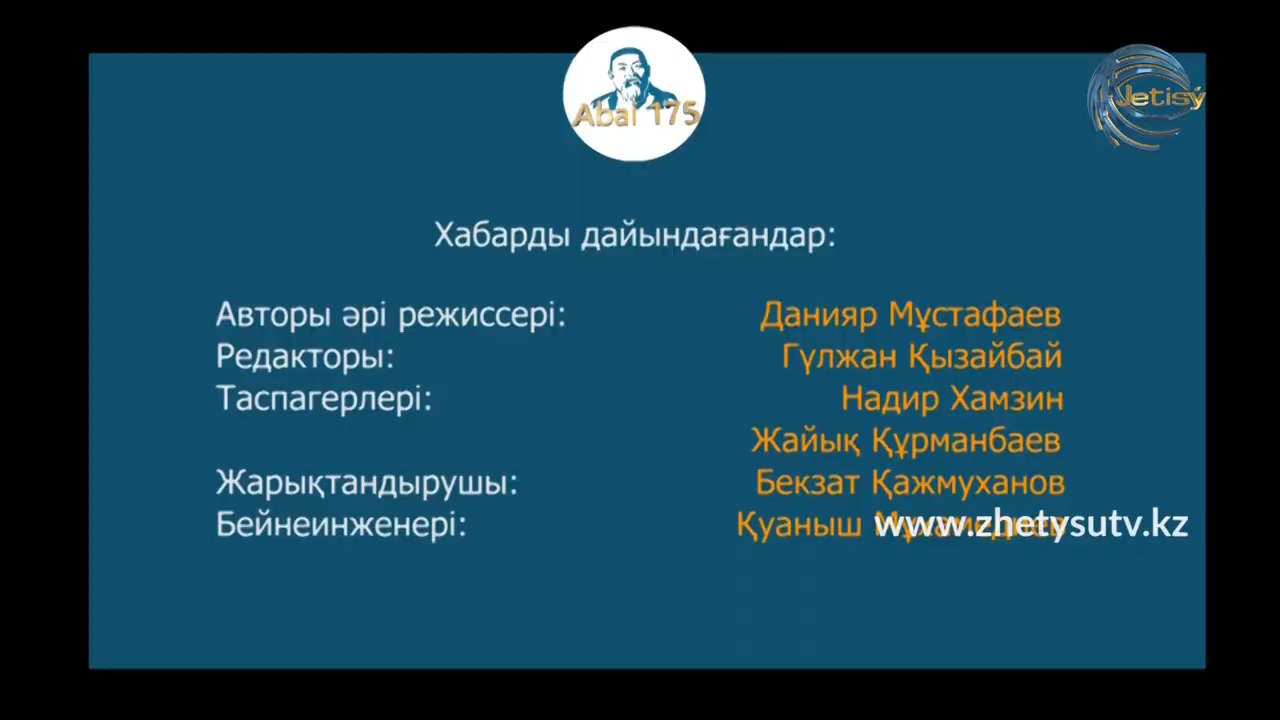 Abai 175
Jetisý
Хабарды дайындағандар:
Авторы әрі режиссері: Данияр Мұстафаев
Редакторы: Гүлжан Қызайбай
Таспагерлері: Надир Хамзин
Жайық Құрманбаев
Жарықтандырушы: Бекзат Қажмуханов
Бейнеинженері: Қуаныш
www.zhetysutv.kz